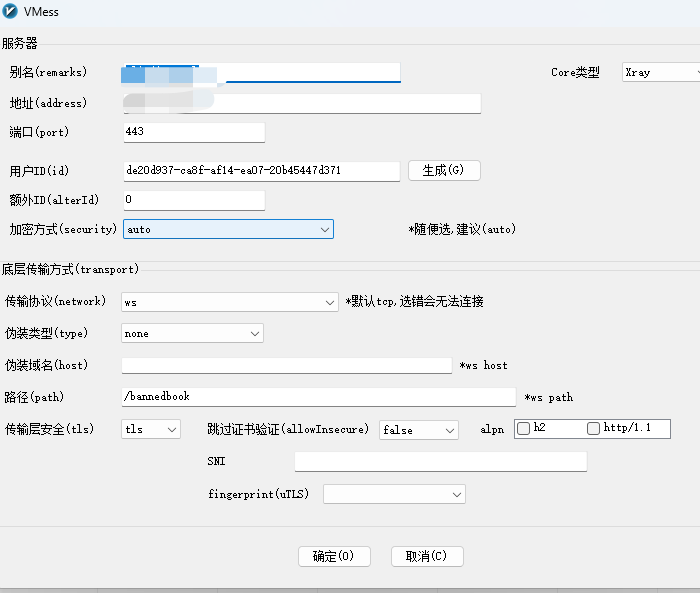 VMess
服务器
别名(remarks)
Core类型 Xray
地址(address)
端口(port) 443
用户ID(id) de20d937-ca8f-af14-ea07-20b45447d371 生成(G)
额外ID(alterId) 0
加密方式(security) auto *随便选,建议(auto)
底层传输方式(transport)
传输协议(network) ws *默认tcp,选错会无法连接
伪装类型(type) none
伪装域名(host) *ws host
路径(path) /bannedbook *ws path
传输层安全(tls) tls 跳过证书验证(allowInsecure) false alpn h2 http/1.1
SNI
fingerprint(uTLS)
确定(O) 取消(C)